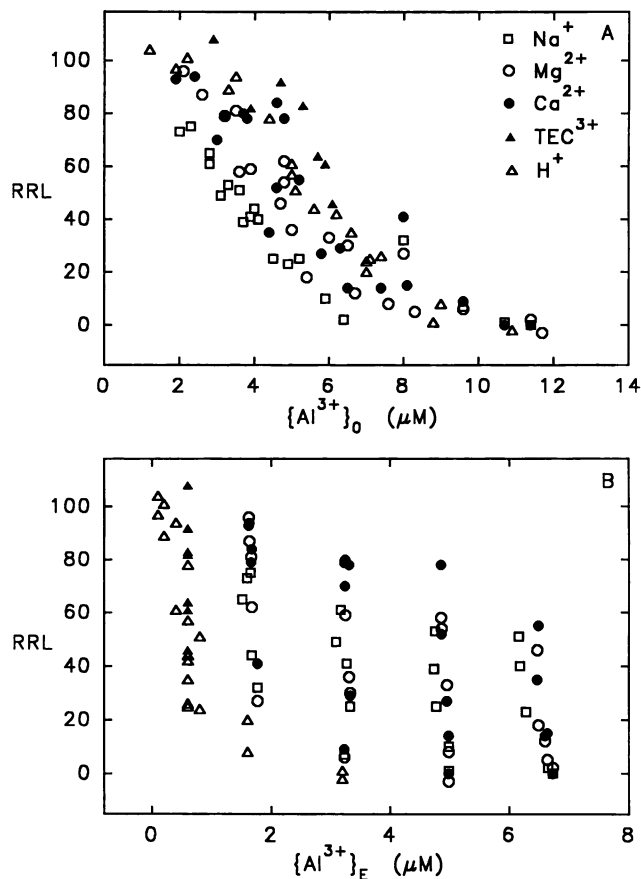 A
□ Na⁺
○ Mg²⁺
● Ca²⁺
▲ TEC³⁺
△ H⁺
100
80
60
RRL
40
20
0
0 2 4 6 8 10 12 14
{Al³⁺}₀ (μM)
B
100
80
60
RRL
40
20
0
0 2 4 6 8
{Al³⁺}E (μM)